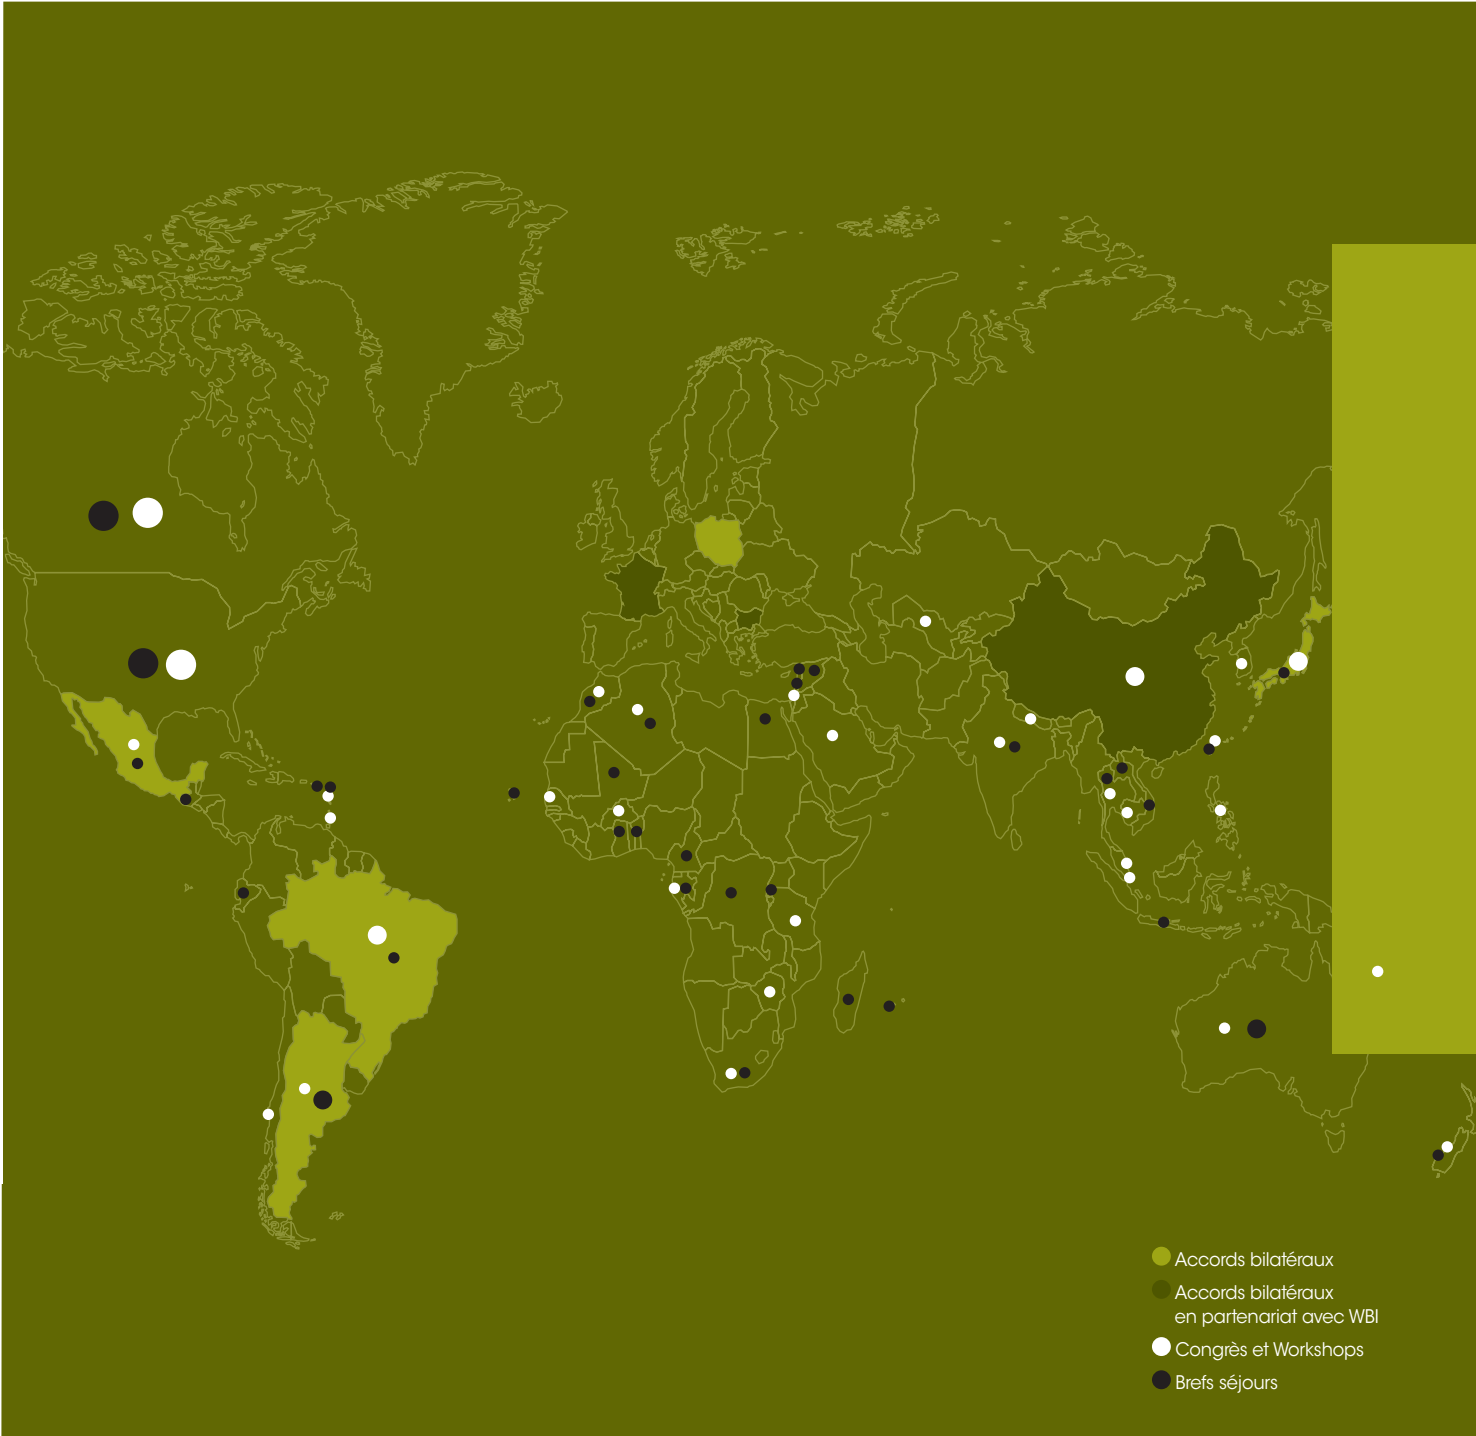 Accords bilatéraux
Accords bilatéraux
en partenariat avec WBI
Congrès et Workshops
Brefs séjours